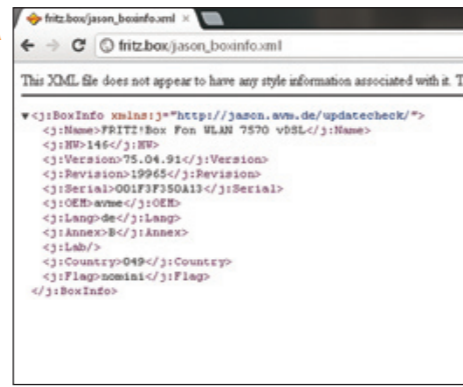 fritz.box/jason_boxinfo.xml ×
fritz.box/jason_boxinfo.xml
This XML file does not appear to have any style information associated with it. T
▼<j:BoxInfo xmlns:j="http://jason.avm.de/updatecheck/">
<j:Name>FRITZ!Box Fon WLAN 7570 vDSL</j:Name>
<j:HW>146</j:HW>
<j:Version>75.04.91</j:Version>
<j:Revision>19965</j:Revision>
<j:Serial>001F3F350A13</j:Serial>
<j:OEM>avme</j:OEM>
<j:Lang>de</j:Lang>
<j:Annex>B</j:Annex>
<j:Lab/>
<j:Country>049</j:Country>
<j:Flag>nomini</j:Flag>
</j:BoxInfo>